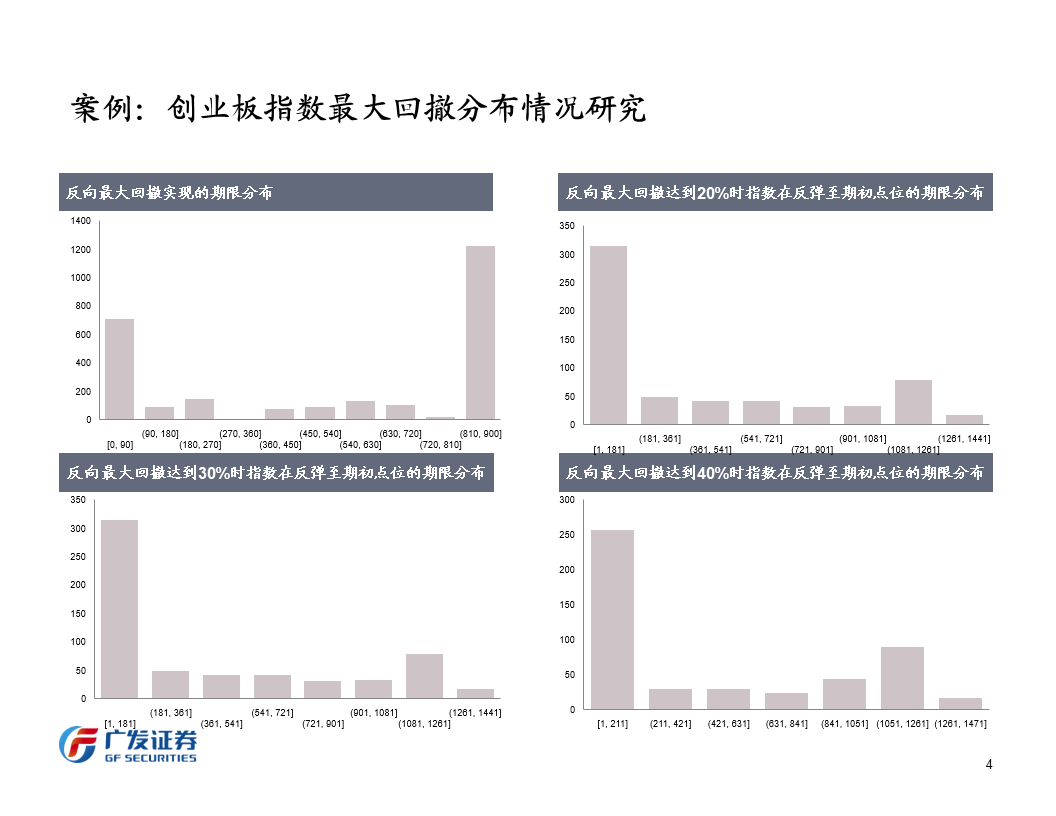 案例：创业板指数最大回撤分布情况研究
反向最大回撤实现的期限分布
1400
1200
1000
800
600
400
200
0
(90, 180] (270, 360] (450, 540] (630, 720] (810, 900]
[0, 90] (180, 270] (360, 450] (540, 630] (720, 810]
反向最大回撤达到20%时指数在反弹至期初点位的期限分布
350
300
250
200
150
100
50
0
(181, 361] (541, 721] (901, 1081] (1261, 1441]
[1, 181] (361, 541] (721, 901] (1081, 1261]
反向最大回撤达到30%时指数在反弹至期初点位的期限分布
350
300
250
200
150
100
50
0
(181, 361] (541, 721] (901, 1081] (1261, 1441]
[1, 181] (361, 541] (721, 901] (1081, 1261]
反向最大回撤达到40%时指数在反弹至期初点位的期限分布
300
250
200
150
100
50
0
[1, 211] (211, 421] (421, 631] (631, 841] (841, 1051] (1051, 1261] (1261, 1471]
广发证券
GF SECURITIES
4